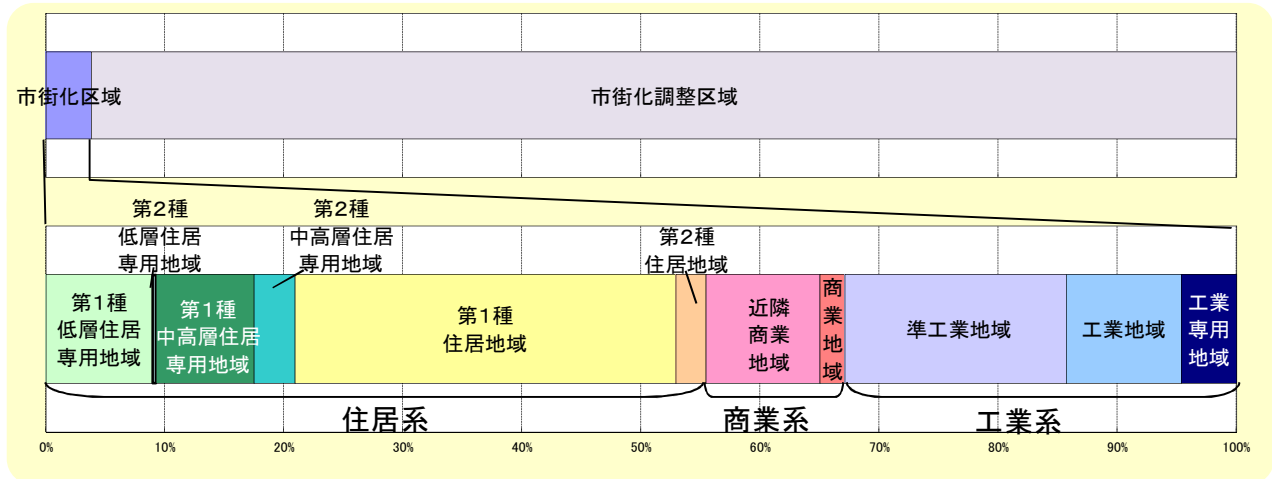 市街化区域
市街化調整区域
第２種
低層住居
専用地域
第２種
中高層住居
専用地域
第２種
住居地域
第１種
低層住居
専用地域
第１種
中高層住居
専用地域
第１種
住居地域
近隣
商業
地域
商
業
地
域
準工業地域
工業地域
工業
専用
地域
住居系
商業系
工業系
0%
10%
20%
30%
40%
50%
60%
70%
80%
90%
100%